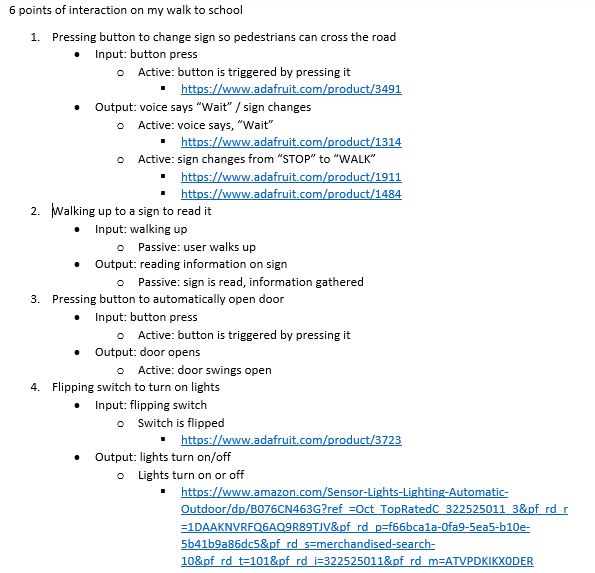 6 points of interaction on my walk to school
1. Pressing button to change sign so pedestrians can cross the road
• Input: button press
o Active: button is triggered by pressing it
▪ https://www.adafruit.com/product/3491
• Output: voice says “Wait” / sign changes
o Active: voice says, “Wait”
▪ https://www.adafruit.com/product/1314
o Active: sign changes from “STOP” to “WALK”
▪ https://www.adafruit.com/product/1911
▪ https://www.adafruit.com/product/1484
2. Walking up to a sign to read it
• Input: walking up
o Passive: user walks up
• Output: reading information on sign
o Passive: sign is read, information gathered
3. Pressing button to automatically open door
• Input: button press
o Active: button is triggered by pressing it
• Output: door opens
o Active: door swings open
4. Flipping switch to turn on lights
• Input: flipping switch
o Switch is flipped
▪ https://www.adafruit.com/product/3723
• Output: lights turn on/off
o Lights turn on or off
▪ https://www.amazon.com/Sensor-Lights-Lighting-Automatic-
Outdoor/dp/B076CN463G?ref_=Oct_TopRatedC_322525011_3&pf_rd_r
=1DAAKNVRFQ6AQ9R89TJV&pf_rd_p=f66bca1a-0fa9-5ea5-b10e-
5b41b9a86dc5&pf_rd_s=merchandised-search-
10&pf_rd_t=101&pf_rd_i=322525011&pf_rd_m=ATVPDKIKX0DER